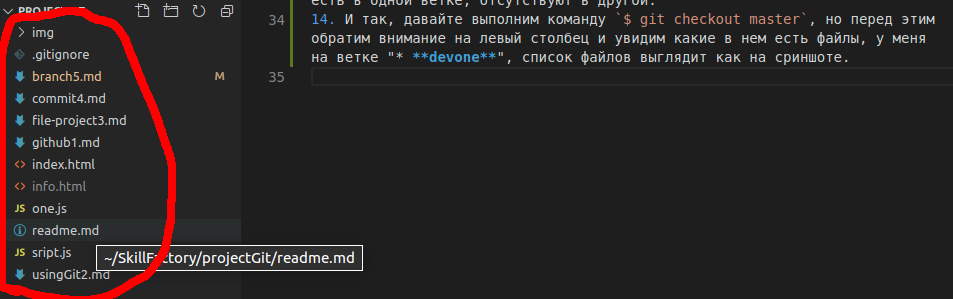 PROJECT
img
.gitignore
branch5.md M
commit4.md
file-project3.md
github1.md
index.html
info.html
JS one.js
readme.md
JS sript.js
~/SkillFactory/projectGit/readme.md
usingGit2.md
есть в одной ветке, отсутствуют в другой.
34 14. И так, давайте выполним команду `$ git checkout master`, но перед этим
обратим внимание на левый столбец и увидим какие в нем есть файлы, у меня
на ветке "* **devone**", список файлов выглядит как на сриншоте.
35